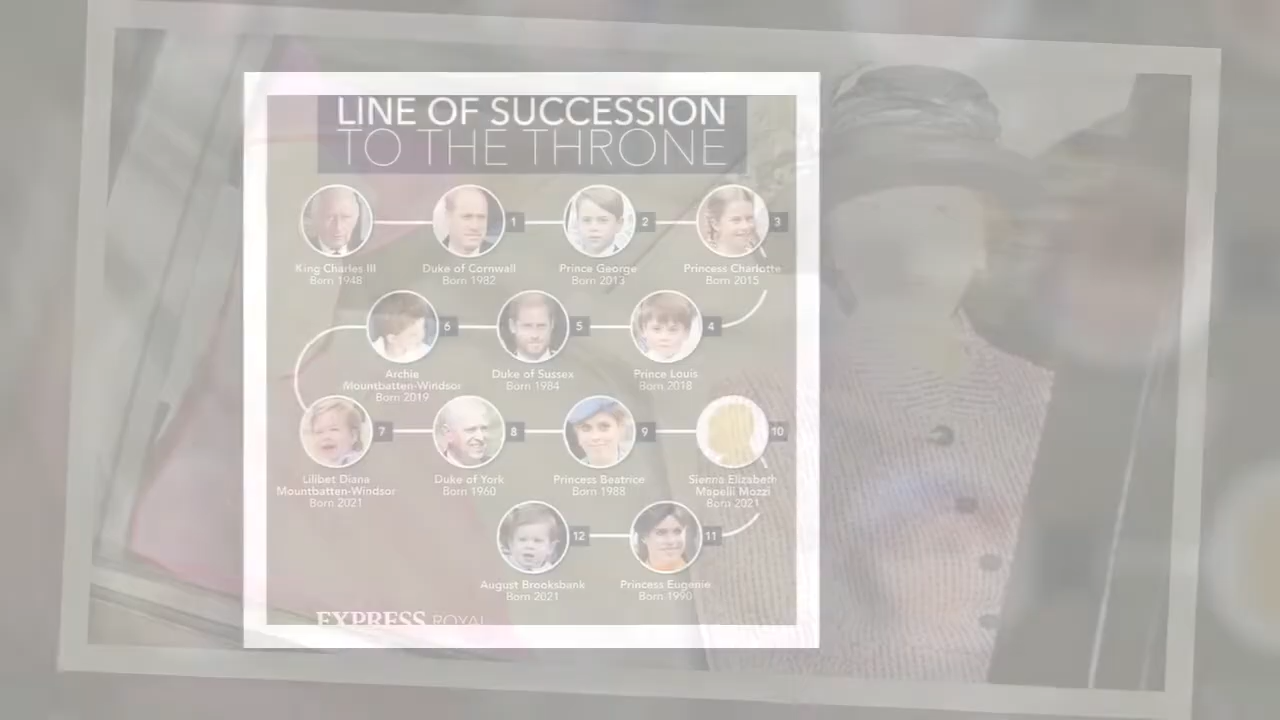 LINE OF SUCCESSION
TO THE THRONE
1
2
3
King Charles III
Born 1948
Duke of Cornwall
Born 1982
Prince George
Born 2013
Princess Charlotte
Born 2015
6
5
4
Archie
Mountbatten-Windsor
Born 2019
Duke of Sussex
Born 1984
Prince Louis
Born 2018
7
8
9
10
Lilibet Diana
Mountbatten-Windsor
Born 2021
Duke of York
Born 1960
Princess Beatrice
Born 1988
Sienna Elizabeth
Mapelli Mozzi
Born 2021
12
11
August Brooksbank
Born 2021
Princess Eugenie
Born 1990
EXPRESS ROYAL